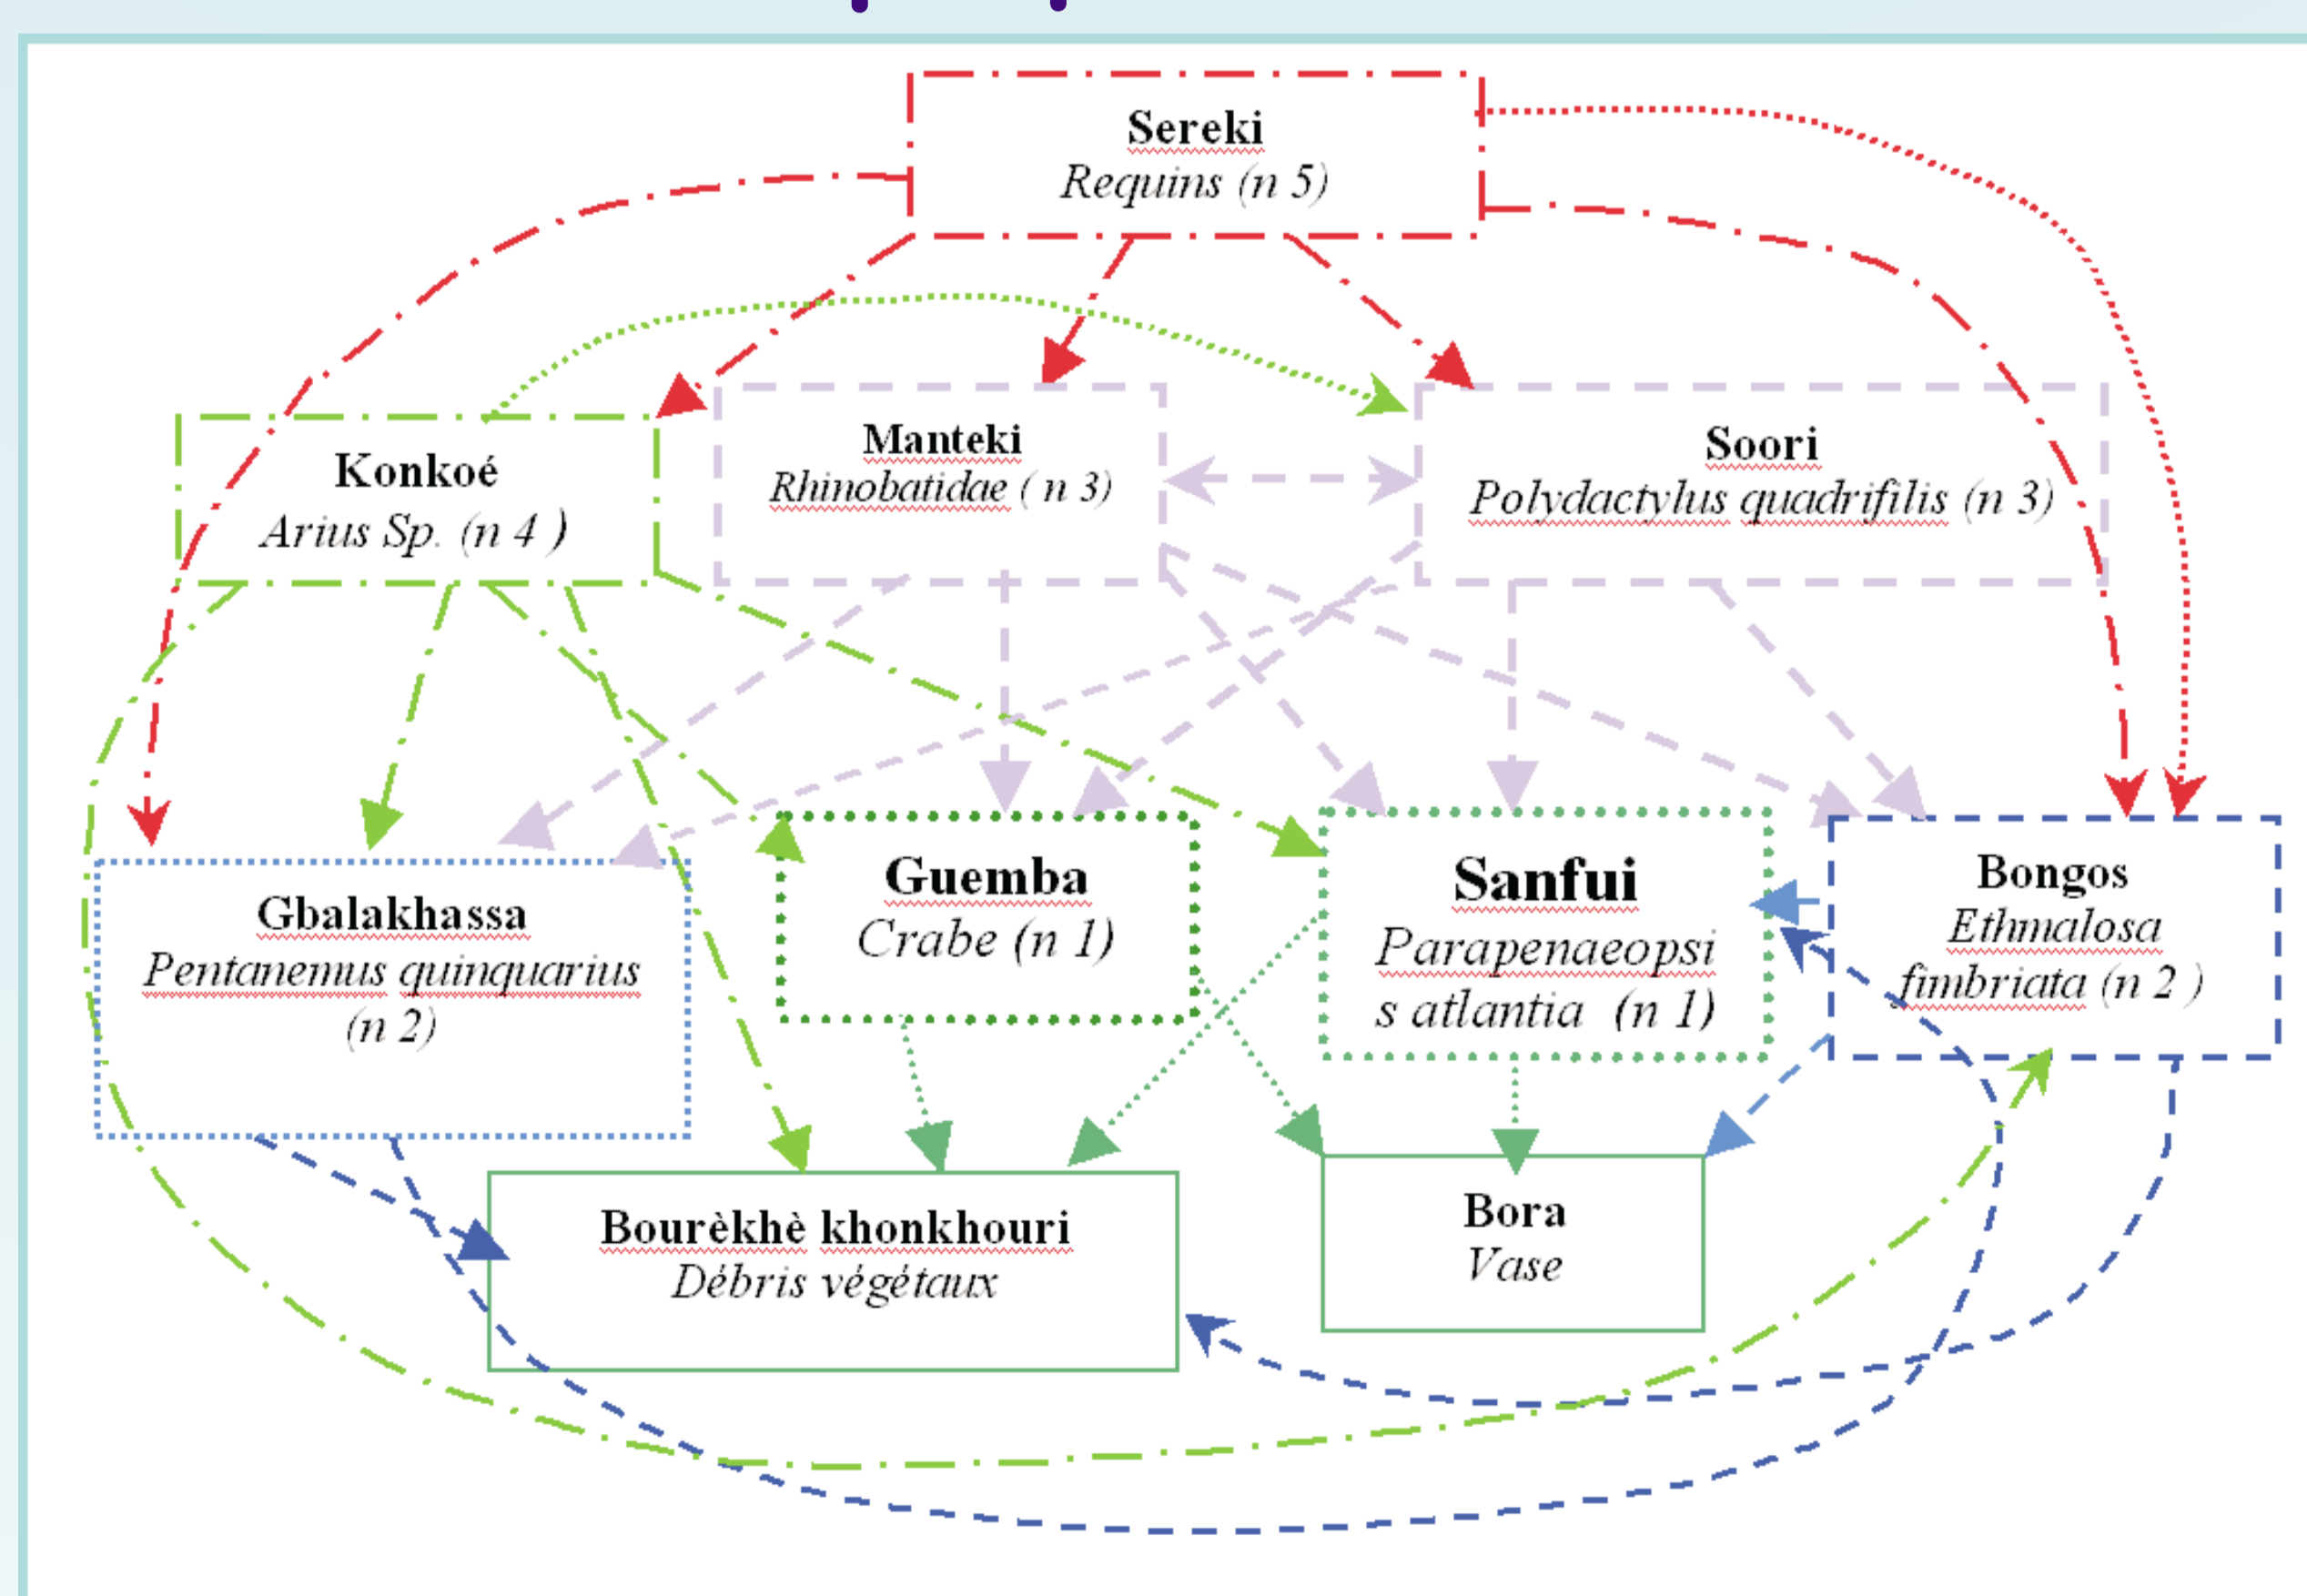 Sereki
Requins (n 5)
Konkoé
Arius Sp. (n 4 )
Manteki
Rhinobatidae ( n 3)
Soori
Polydactylus quadrifilis (n 3)
Gbalakhassa
Pentanemus quinquarius
(n 2)
Guemba
Crabe (n 1)
Sanfui
Parapenaeopsi
s atlantia (n 1)
Bongos
Ethmalosa
fimbriata (n 2 )
Bourèkhè khonkhouri
Débris végétaux
Bora
Vase